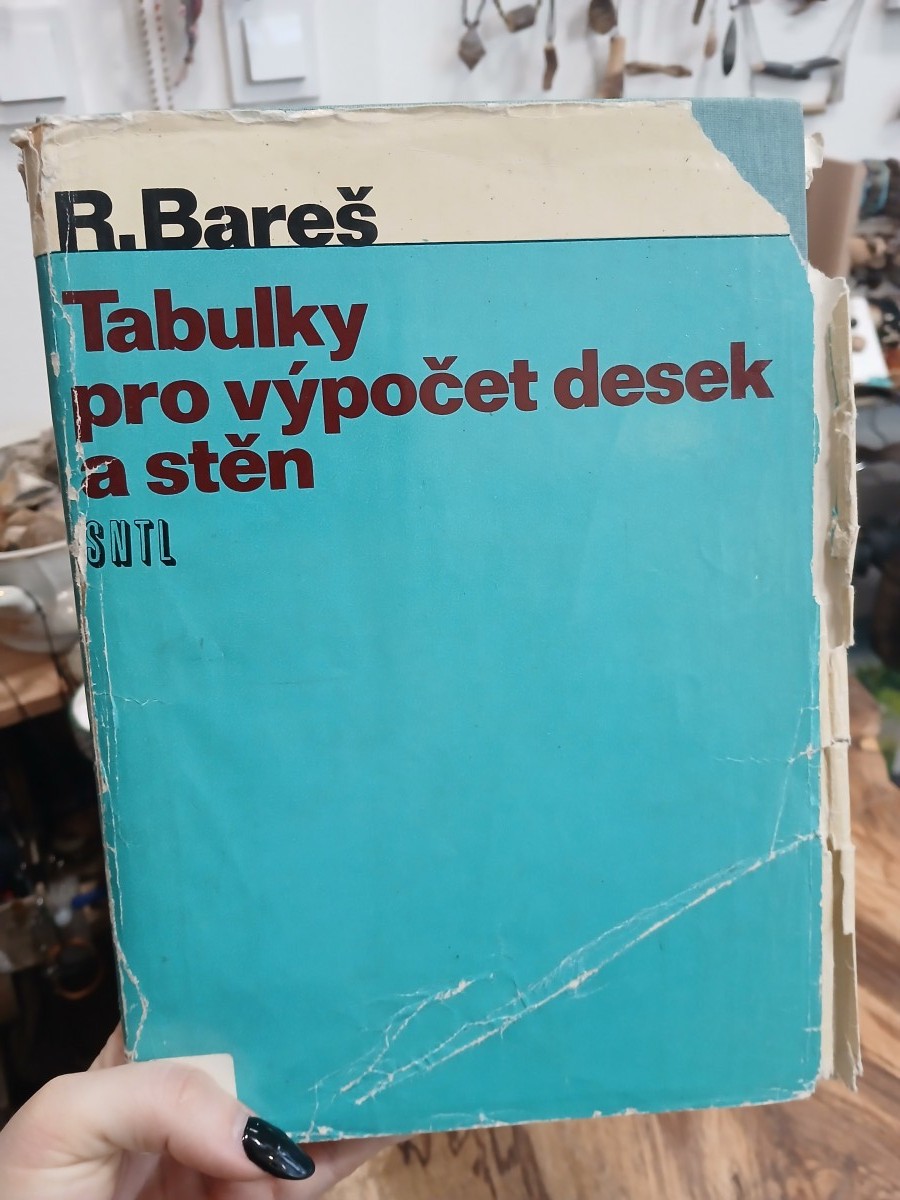 R.Bareš
Tabulky
pro výpočet desek
a stěn
SNTL